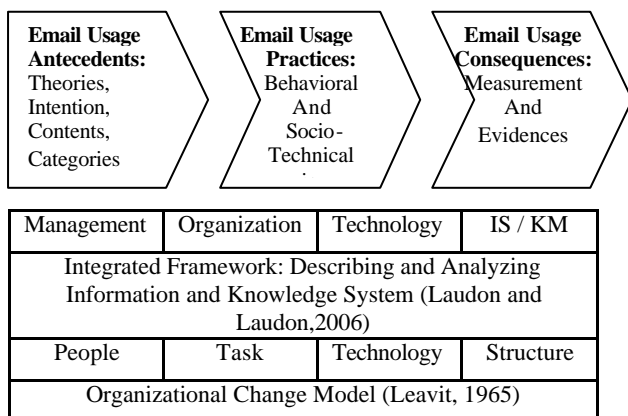 Email Usage
Antecedents:
Theories,
Intention,
Contents,
Categories
Email Usage
Practices:
Behavioral
And
Socio-
Technical
.
Email Usage
Consequences:
Measurement
And
Evidences
Management Organization Technology IS / KM
Integrated Framework: Describing and Analyzing
Information and Knowledge System (Laudon and
Laudon,2006)
People Task Technology Structure
Organizational Change Model (Leavit, 1965)